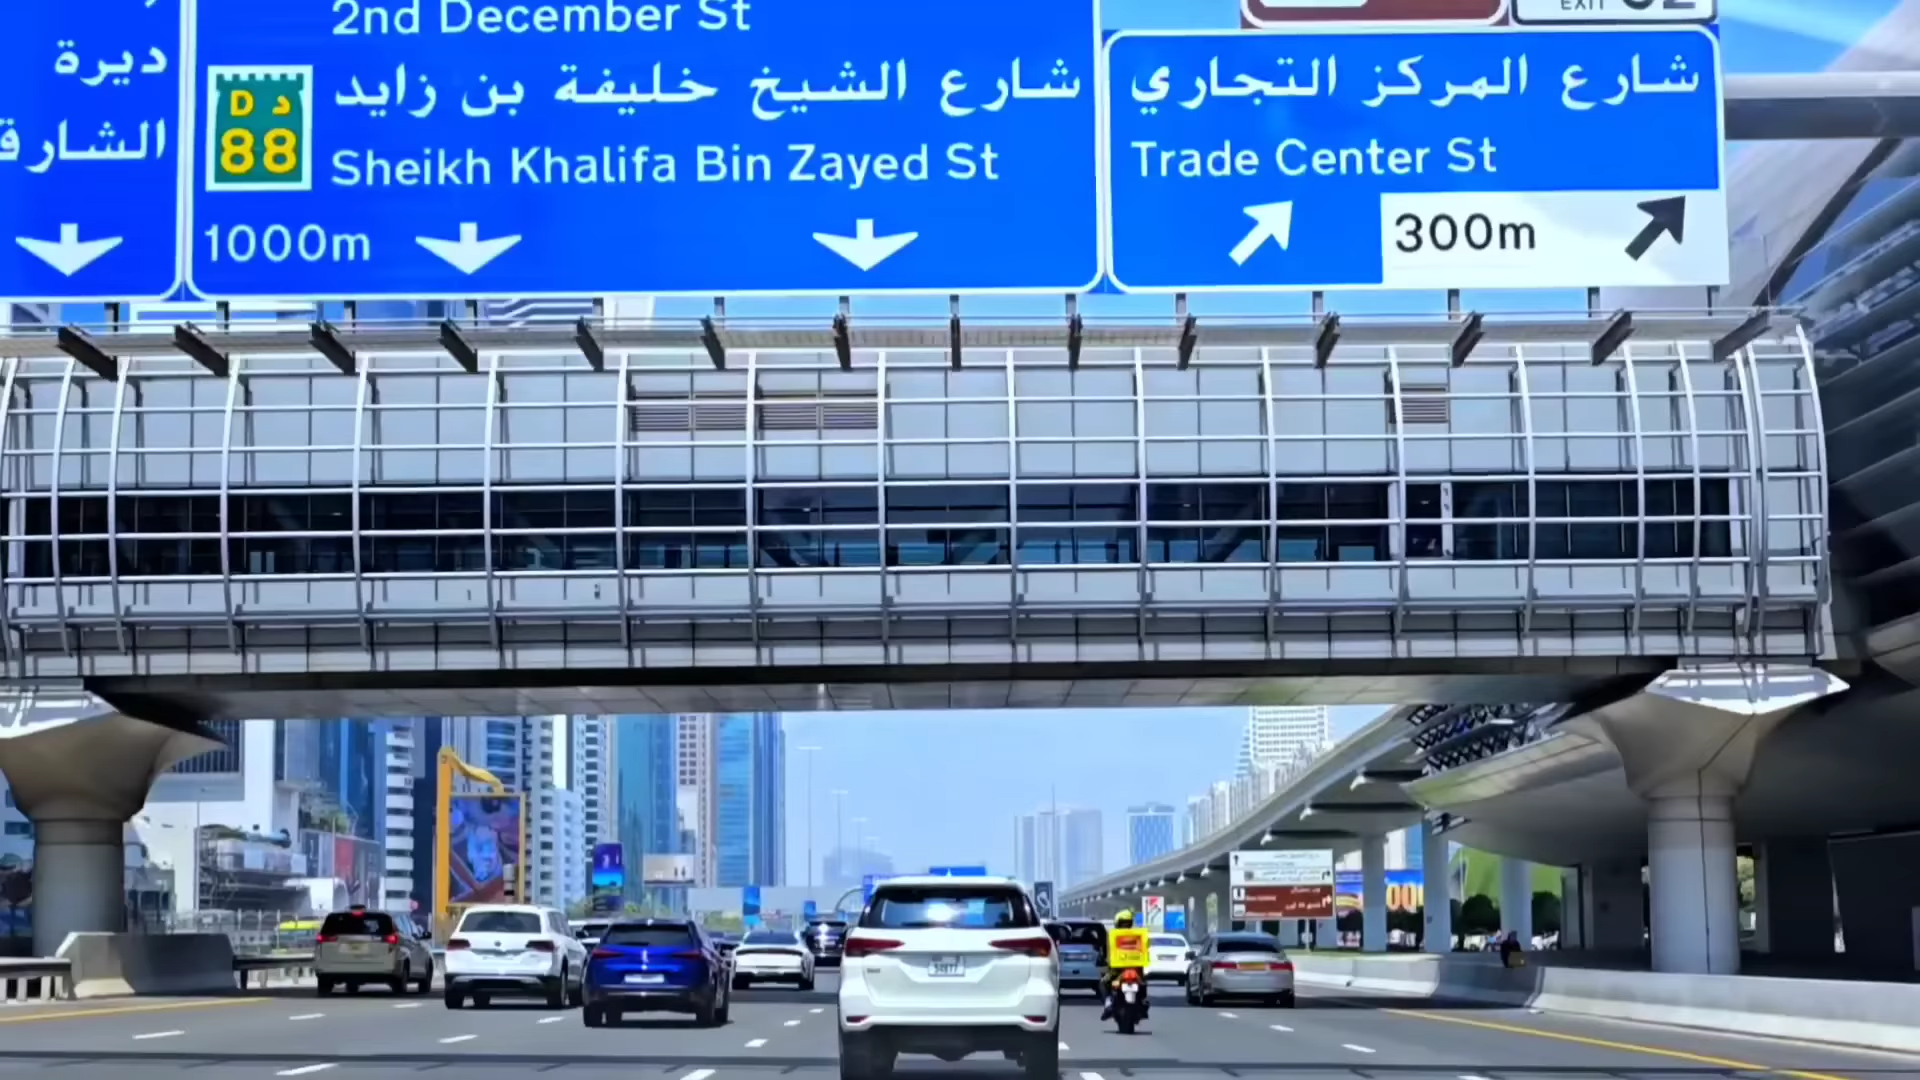 ديرة
2nd December St
شارع الشيخ خليفة بن زايد
D د
88
Sheikh Khalifa Bin Zayed St
1000m
EXIT
شارع المركز التجاري
Trade Center St
300m